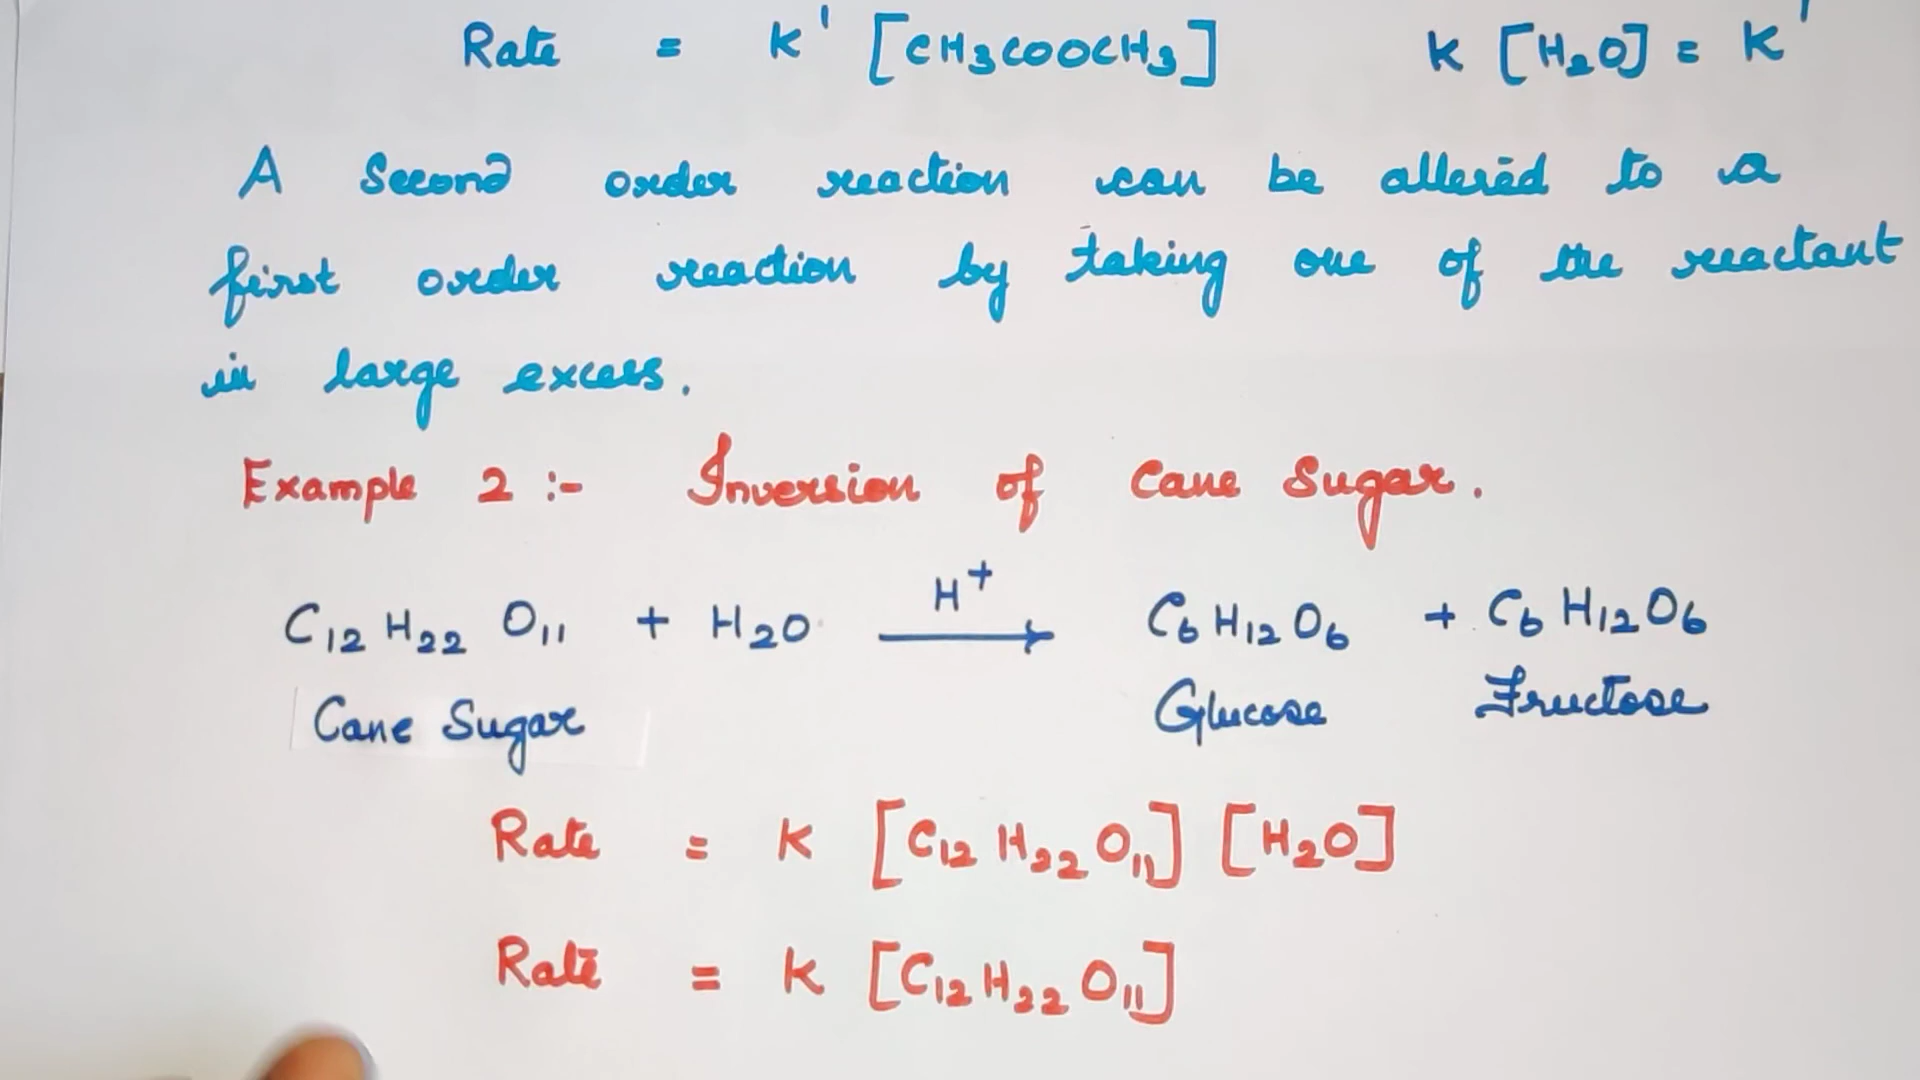 Rate = K' [CH3COOCH3] K [H2O] = K'
A Second order reaction can be altered to a
first order reaction by taking one of the reactant
in large excess.
Example 2 :- Inversion of Cane Sugar.
C12 H22 O11 + H2O H+ → C6 H12 O6 + C6 H12 O6
Cane Sugar Glucose Fructose
Rate = K [C12 H22 O11] [H2O]
Rate = K [C12 H22 O11]